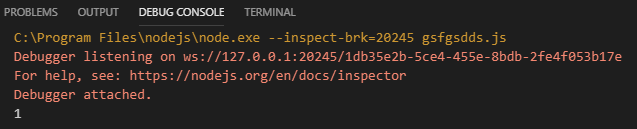 PROBLEMS OUTPUT DEBUG CONSOLE TERMINAL
C:\Program Files\nodejs\node.exe --inspect-brk=20245 gsfgsdds.js
Debugger listening on ws://127.0.0.1:20245/1db35e2b-5ce4-455e-8bdb-2fe4f053b17e
For help, see: https://nodejs.org/en/docs/inspector
Debugger attached.
1